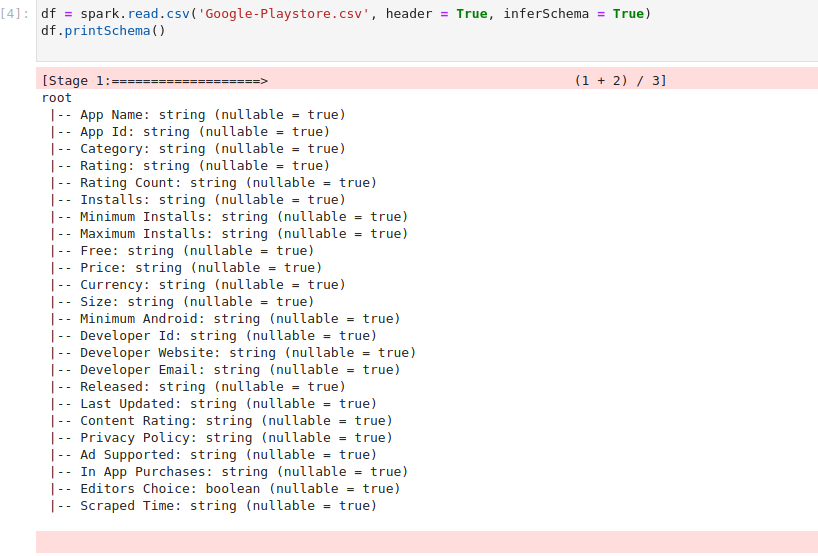 [4]: df = spark.read.csv('Google-Playstore.csv', header = True, inferSchema = True)
df.printSchema()
[Stage 1:===================>                                       (1 + 2) / 3]
root
 |-- App Name: string (nullable = true)
 |-- App Id: string (nullable = true)
 |-- Category: string (nullable = true)
 |-- Rating: string (nullable = true)
 |-- Rating Count: string (nullable = true)
 |-- Installs: string (nullable = true)
 |-- Minimum Installs: string (nullable = true)
 |-- Maximum Installs: string (nullable = true)
 |-- Free: string (nullable = true)
 |-- Price: string (nullable = true)
 |-- Currency: string (nullable = true)
 |-- Size: string (nullable = true)
 |-- Minimum Android: string (nullable = true)
 |-- Developer Id: string (nullable = true)
 |-- Developer Website: string (nullable = true)
 |-- Developer Email: string (nullable = true)
 |-- Released: string (nullable = true)
 |-- Last Updated: string (nullable = true)
 |-- Content Rating: string (nullable = true)
 |-- Privacy Policy: string (nullable = true)
 |-- Ad Supported: string (nullable = true)
 |-- In App Purchases: string (nullable = true)
 |-- Editors Choice: boolean (nullable = true)
 |-- Scraped Time: string (nullable = true)